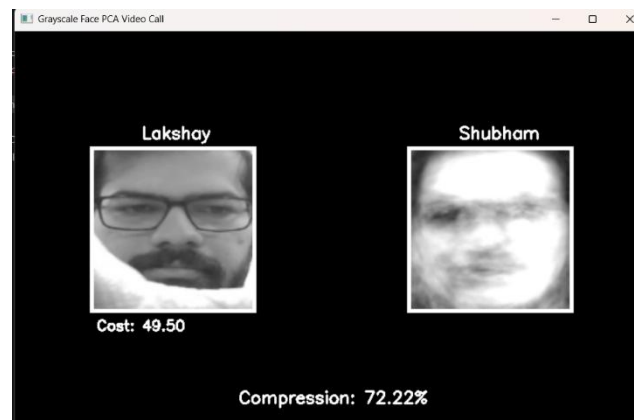 Grayscale Face PCA Video Call
Lakshay
Shubham
Cost: 49.50
Compression: 72.22%